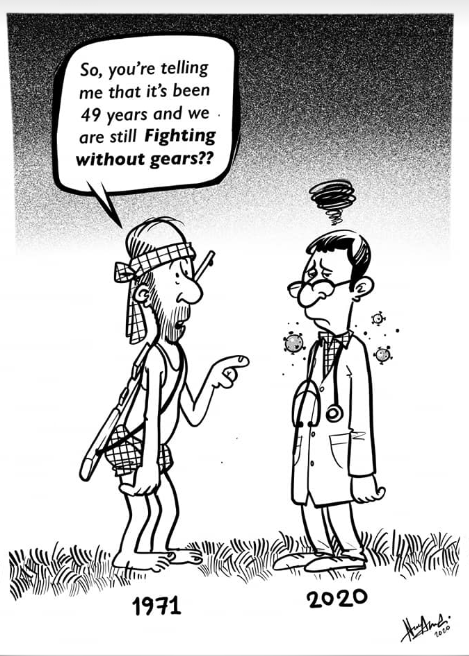 So, you're telling
me that it's been
49 years and we
are still Fighting
without gears??
1971
2020
2020